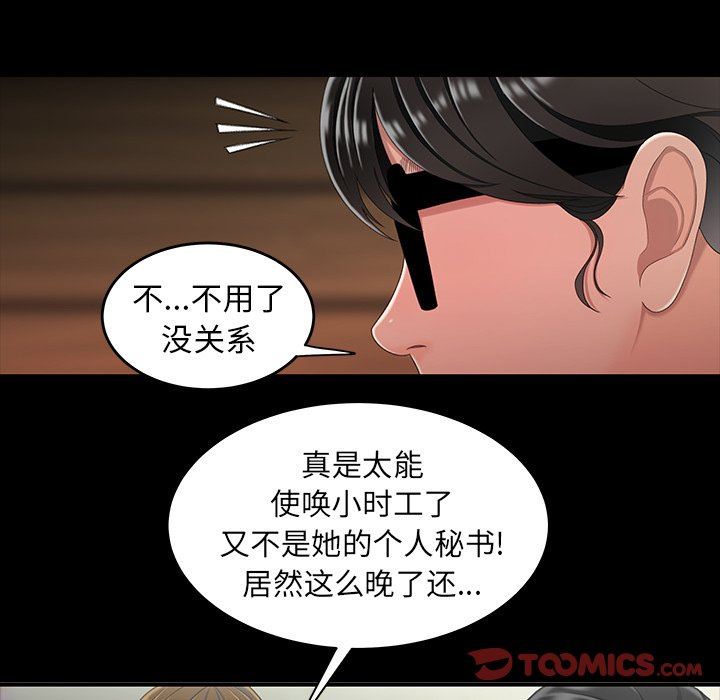 不...不用了
没关系
真是太能
使唤小时工了
又不是她的个人秘书!
居然这么晚了还...
TOOMICS.COM